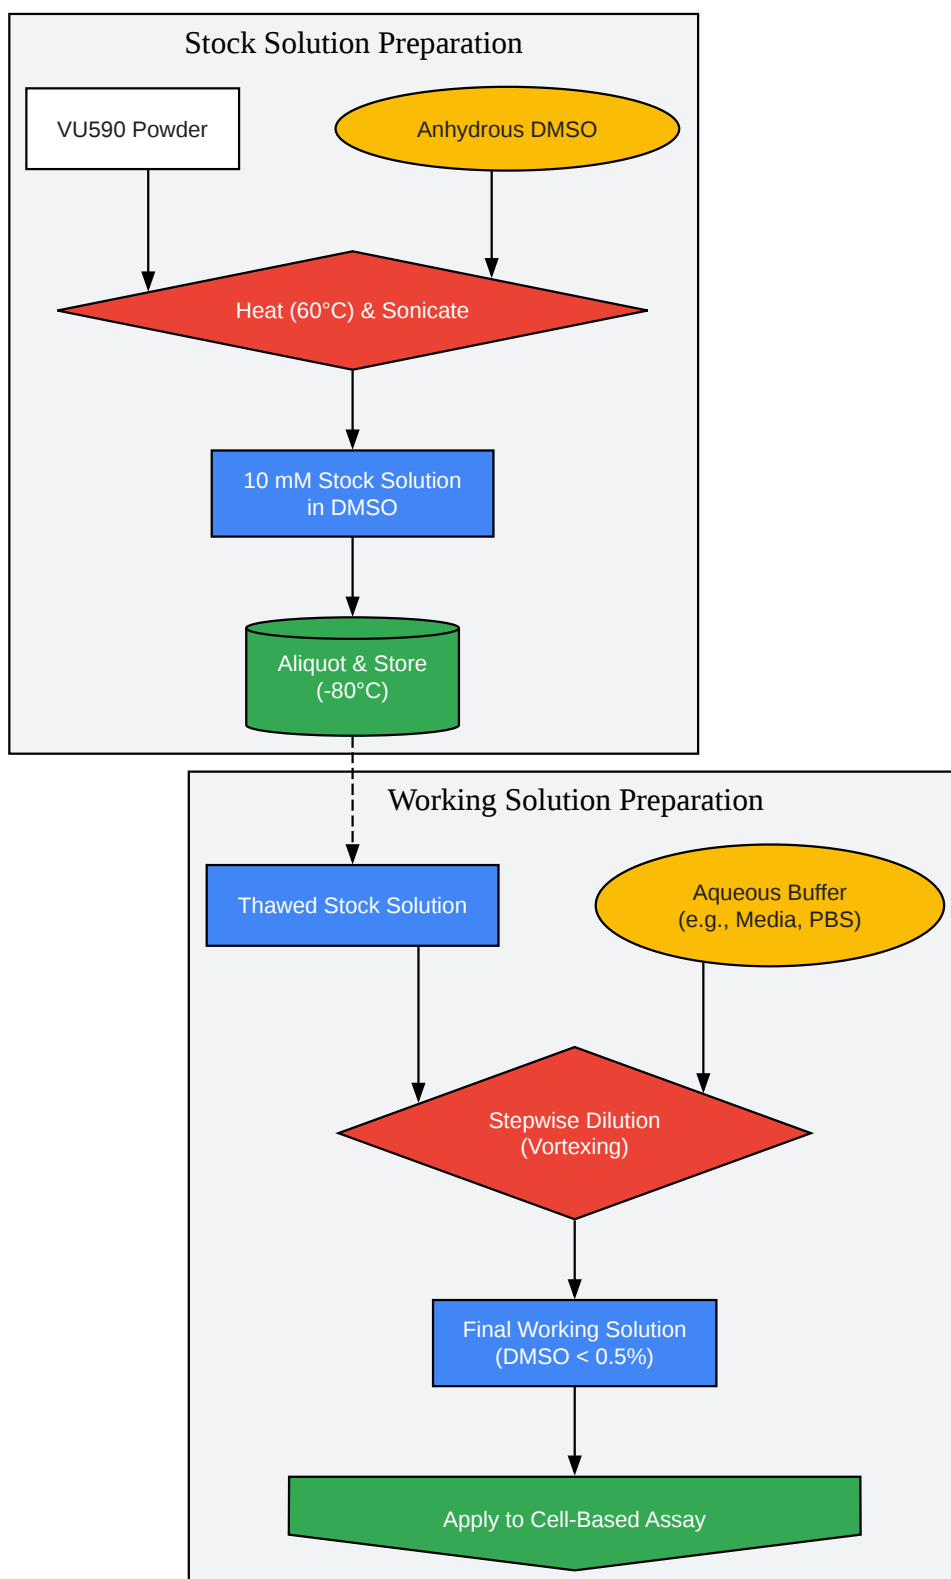 Stock Solution Preparation
VU590 Powder
Anhydrous DMSO
Heat (60°C) & Sonicate
10 mM Stock Solution
in DMSO
Aliquot & Store
(-80°C)
Working Solution Preparation
Thawed Stock Solution
Aqueous Buffer
(e.g., Media, PBS)
Stepwise Dilution
(Vortexing)
Final Working Solution
(DMSO < 0.5%)
Apply to Cell-Based Assay